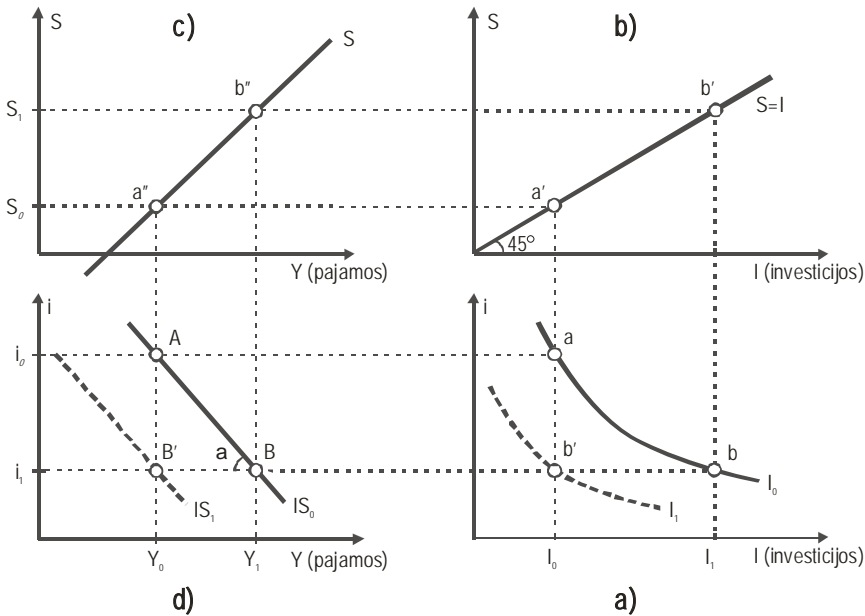 c)
S
S
b″
S₁
a″
S₀
Y (pajamos)
b)
S
b′
S=I
a′
45°
I (investicijos)
i
A
i₀
B′
a
B
i₁
IS₁
IS₀
Y₀
Y₁
Y (pajamos)
d)
i
a
b′
b
I₀
I₁
I₀
I₁
I (investicijos)
a)